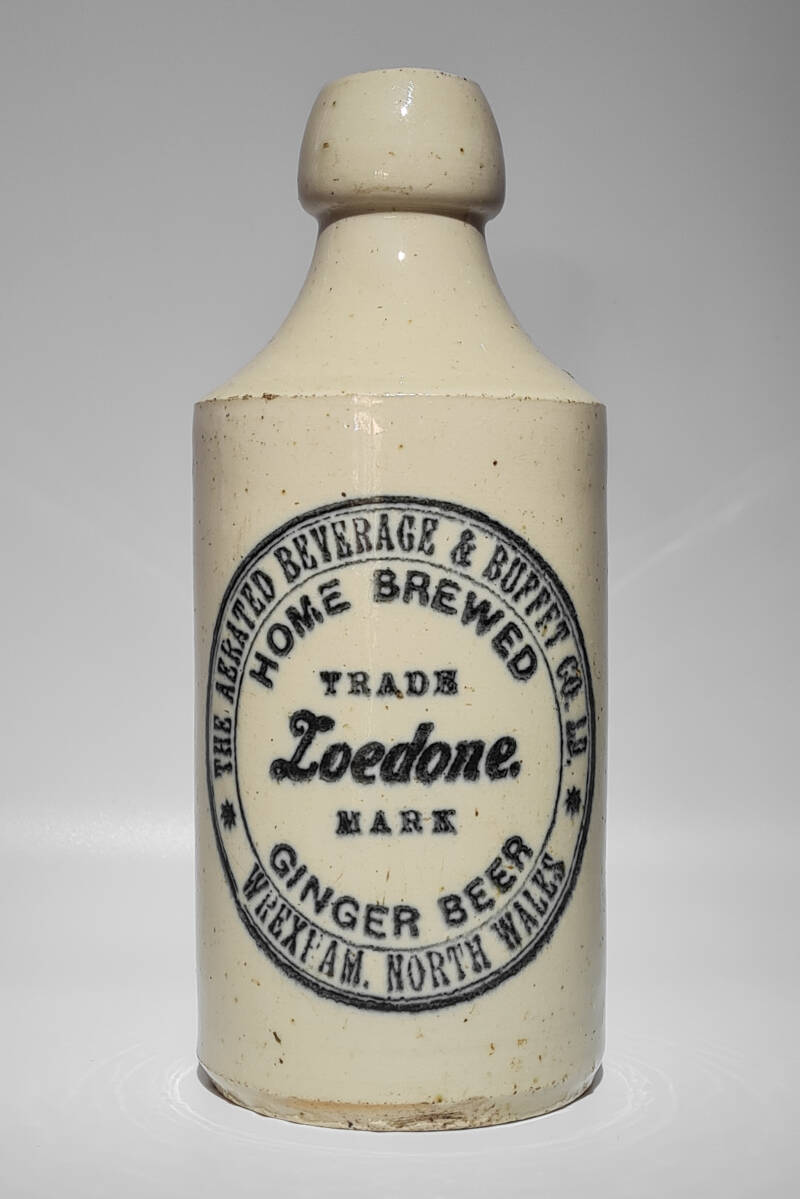 THE AERATED BEVERAGE & BUFFET CO. LD.
HOME BREWED
TRADE
Zoedone.
MARK
GINGER BEER
WREXHAM. NORTH WALES